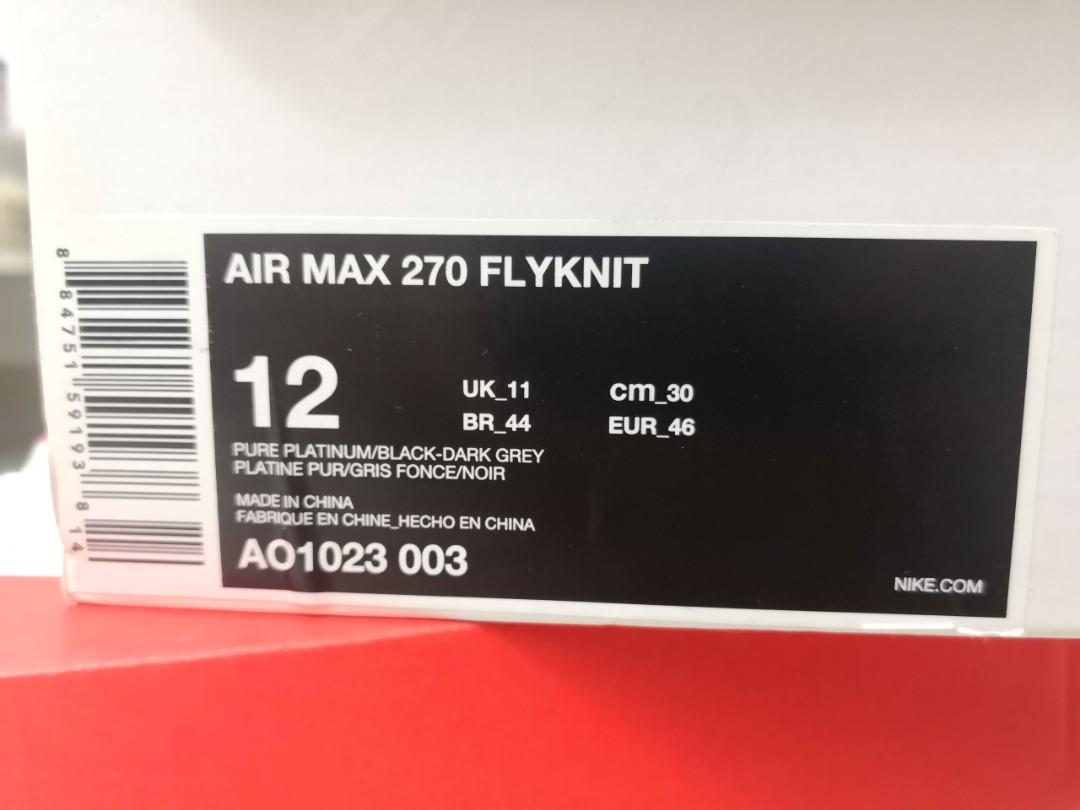 AIR MAX 270 FLYKNIT
12
UK_11 cm_30
BR_44 EUR_46
PURE PLATINUM/BLACK-DARK GREY
PLATINE PUR/GRIS FONCE/NOIR
MADE IN CHINA
FABRIQUE EN CHINE_HECHO EN CHINA
AO1023 003
NIKE.COM
8 84751 59193 8 14